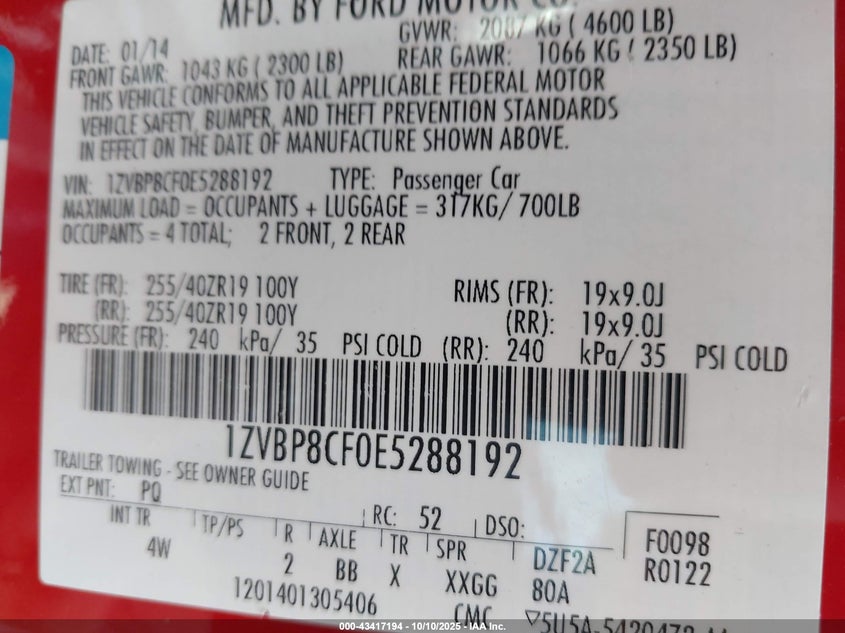 MFD. BY FORD MOTOR CO.
DATE: 01/14
GVWR: 2087 KG ( 4600 LB)
FRONT GAWR: 1043 KG ( 2300 LB)
REAR GAWR: 1066 KG ( 2350 LB)
THIS VEHICLE CONFORMS TO ALL APPLICABLE FEDERAL MOTOR
VEHICLE SAFETY, BUMPER, AND THEFT PREVENTION STANDARDS
IN EFFECT ON THE DATE OF MANUFACTURE SHOWN ABOVE.
VIN: 1ZVBP8CF0E5288192 TYPE: Passenger Car
MAXIMUM LOAD = OCCUPANTS + LUGGAGE = 317KG/ 700LB
OCCUPANTS = 4 TOTAL; 2 FRONT, 2 REAR
TIRE (FR): 255/40ZR19 100Y RIMS (FR): 19x9.0J
(RR): 255/40ZR19 100Y (RR): 19x9.0J
PRESSURE (FR): 240 kPa/ 35 PSI COLD (RR): 240 kPa/ 35 PSI COLD
1ZVBP8CF0E5288192
TRAILER TOWING - SEE OWNER GUIDE
EXT PNT: PQ RC: 52 DSO: F0098
INT TR TP/PS R AXLE TR SPR DZF2A R0122
4W 2 BB X XXGG 80A
1201401305406 CMC
000-43417194 - 10/10/2025 - IAA Inc.